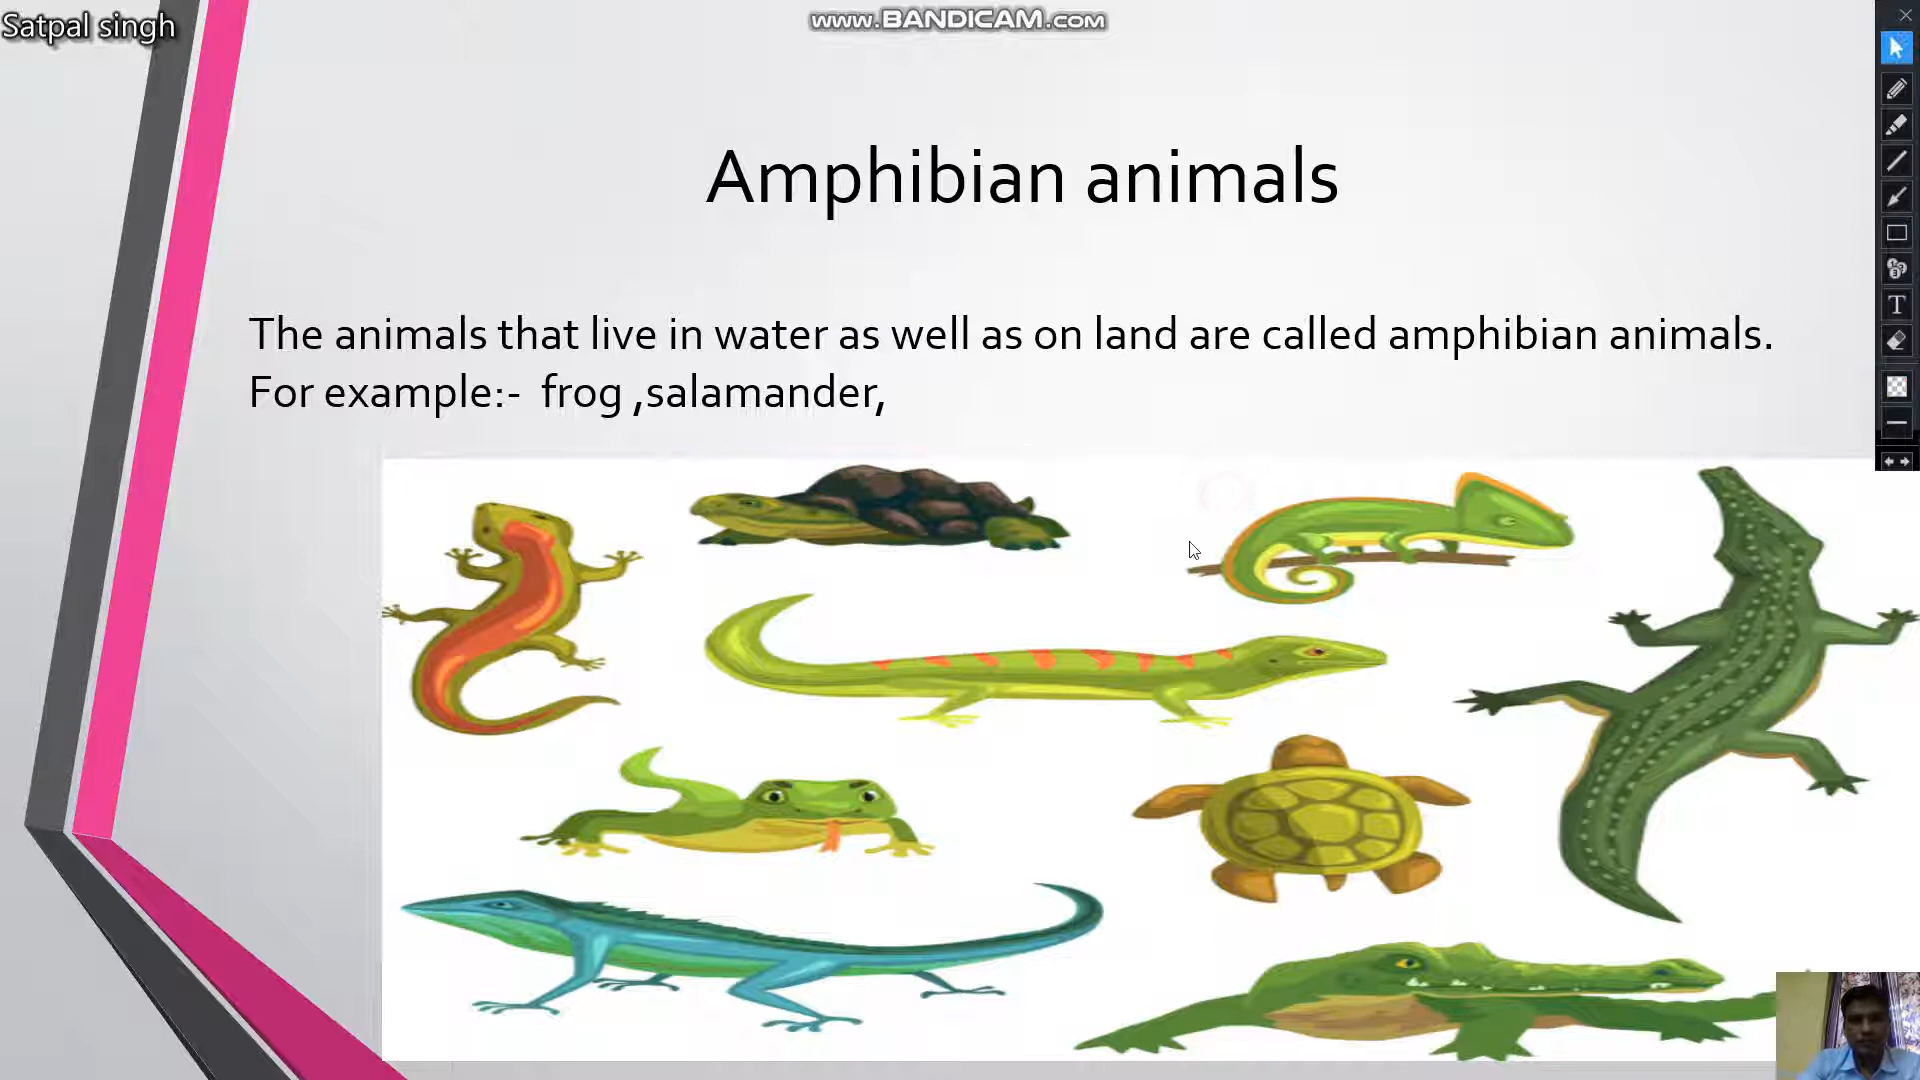 Satpal singh
www.BANDICAM.com
Amphibian animals
The animals that live in water as well as on land are called amphibian animals.
For example:-  frog ,salamander,